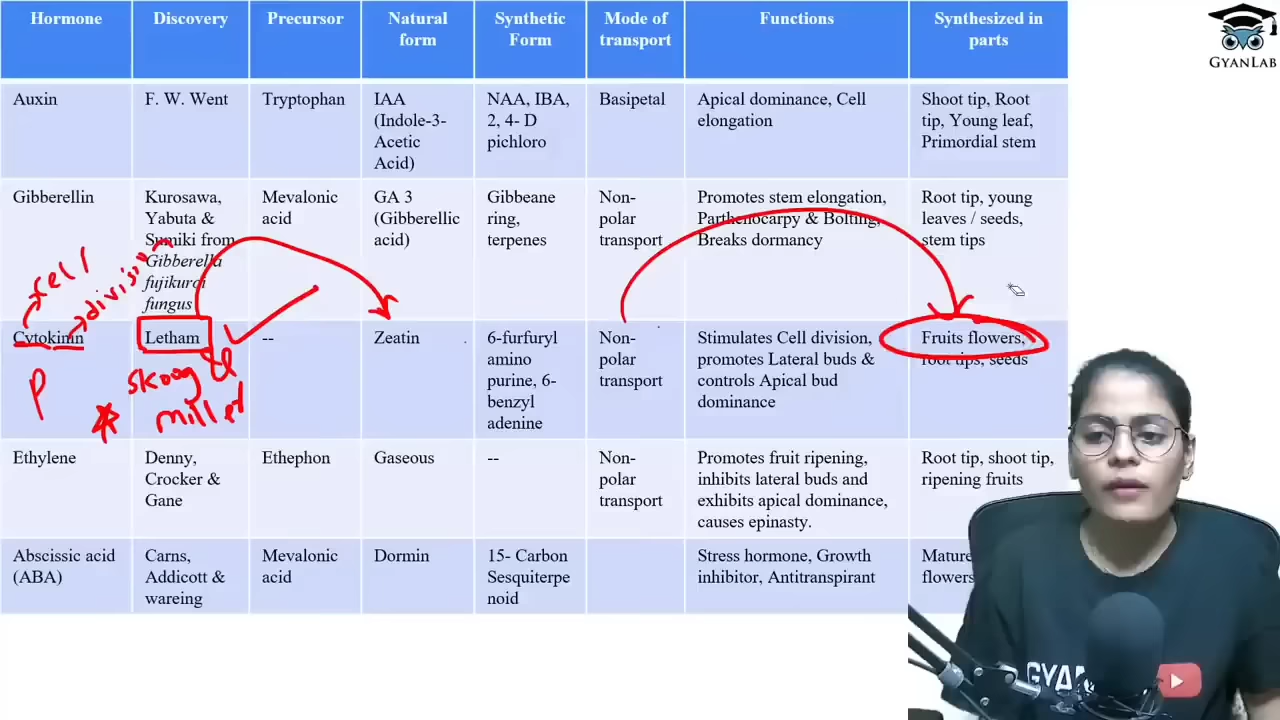 Hormone
Discovery
Precursor
Natural
form
Synthetic
Form
Mode of
transport
Functions
Synthesized in
parts
GYANLAB
Auxin
F. W. Went
Tryptophan
IAA
(Indole-3-
Acetic
Acid)
NAA, IBA,
2, 4- D
pichloro
Basipetal
Apical dominance, Cell
elongation
Shoot tip, Root
tip, Young leaf,
Primordial stem
Gibberellin
Kurosawa,
Yabuta &
Sumiki from
Gibberella
fujikuroi
fungus
Mevalonic
acid
GA 3
(Gibberellic
acid)
Gibbeane
ring,
terpenes
Non-
polar
transport
Promotes stem elongation,
Parthenocarpy & Bolting,
Breaks dormancy
Root tip, young
leaves / seeds,
stem tips
cell
division
Cytokinin
Letham
&
skoog
miller
P
--
Zeatin
6-furfuryl
amino
purine, 6-
benzyl
adenine
Non-
polar
transport
Stimulates Cell division,
promotes Lateral buds &
controls Apical bud
dominance
Fruits flowers,
root tips, seeds
Ethylene
Denny,
Crocker &
Gane
Ethephon
Gaseous
--
Non-
polar
transport
Promotes fruit ripening,
inhibits lateral buds and
exhibits apical dominance,
causes epinasty.
Root tip, shoot tip,
ripening fruits
Abscissic acid
(ABA)
Carns,
Addicott &
wareing
Mevalonic
acid
Dormin
15- Carbon
Sesquiterpe
noid
Stress hormone, Growth
inhibitor, Antitranspirant
Mature
flowers
GYAN